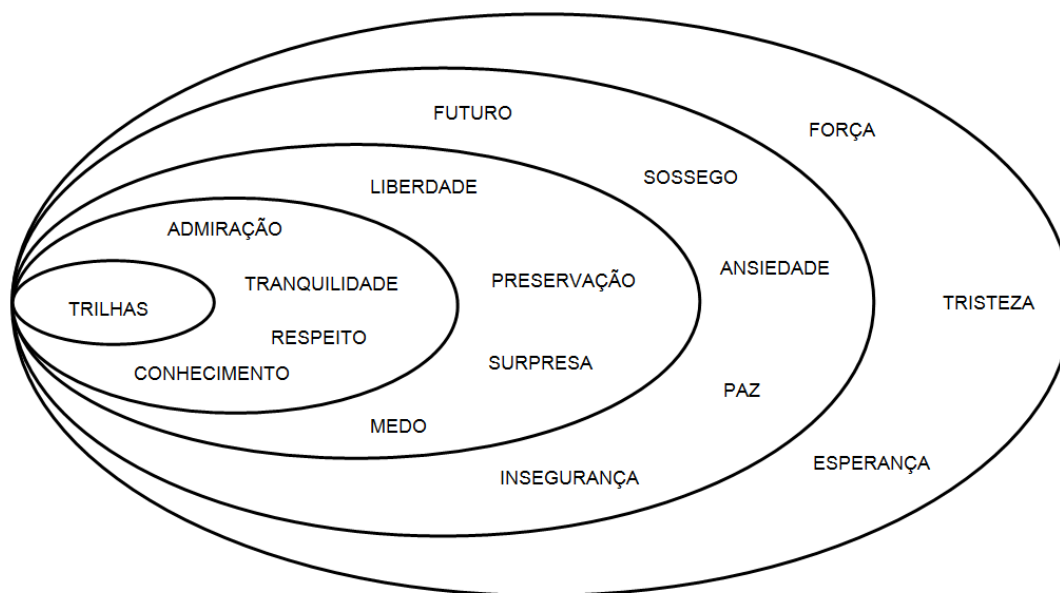 FUTURO
FORÇA
SOSSEGO
LIBERDADE
ADMIRAÇÃO
ANSIEDADE
PRESERVAÇÃO
TRANQUILIDADE
TRISTEZA
TRILHAS
RESPEITO
SURPRESA
CONHECIMENTO
PAZ
MEDO
ESPERANÇA
INSEGURANÇA